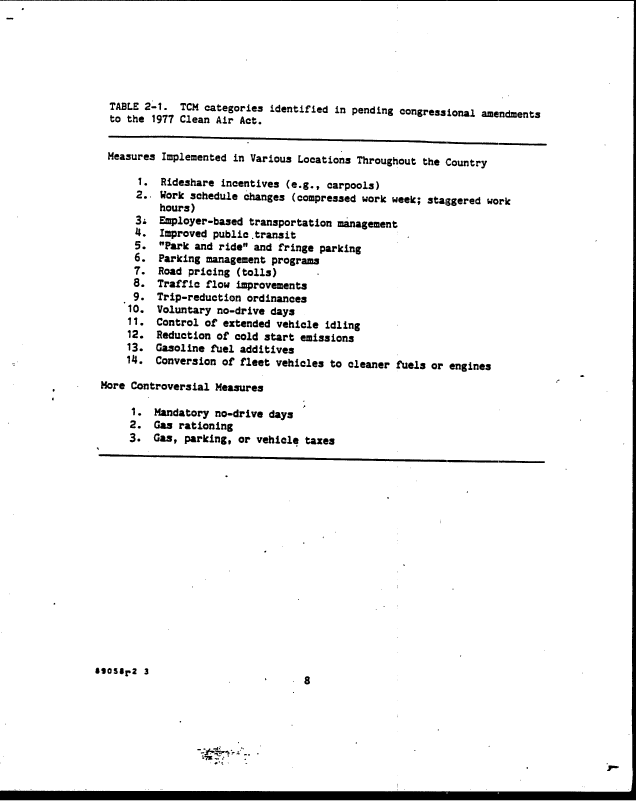 TABLE 2-1. TCM categories identified in pending congressional amendments
to the 1977 Clean Air Act.
Measures Implemented in Various Locations Throughout the Country
1. Rideshare incentives (e.g., carpools)
2. Work schedule changes (compressed work week; staggered work
hours)
3. Employer-based transportation management
4. Improved public transit
5. "Park and ride" and fringe parking
6. Parking management programs
7. Road pricing (tolls)
8. Traffic flow improvements
9. Trip-reduction ordinances
10. Voluntary no-drive days
11. Control of extended vehicle idling
12. Reduction of cold start emissions
13. Gasoline fuel additives
14. Conversion of fleet vehicles to cleaner fuels or engines
More Controversial Measures
1. Mandatory no-drive days
2. Gas rationing
3. Gas, parking, or vehicle taxes
89058r2 3
8